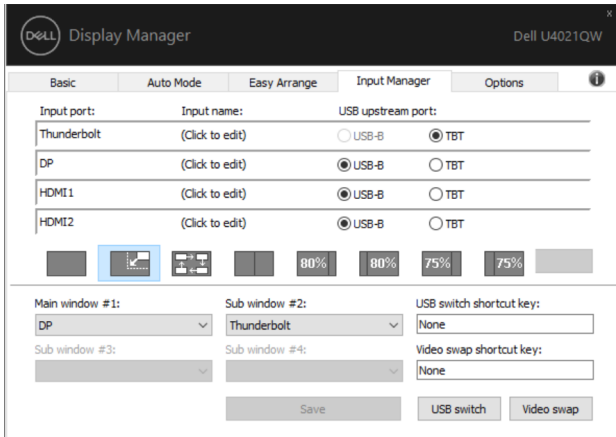 x
DELL Display Manager Dell U4021QW
Basic Auto Mode Easy Arrange Input Manager Options i
Input port: Input name: USB upstream port:
Thunderbolt (Click to edit) USB-B TBT
DP (Click to edit) USB-B TBT
HDMI1 (Click to edit) USB-B TBT
HDMI2 (Click to edit) USB-B TBT
80% 80% 75% 75%
Main window #1: Sub window #2: USB switch shortcut key:
DP Thunderbolt None
Sub window #3: Sub window #4: Video swap shortcut key:
None
Save USB switch Video swap